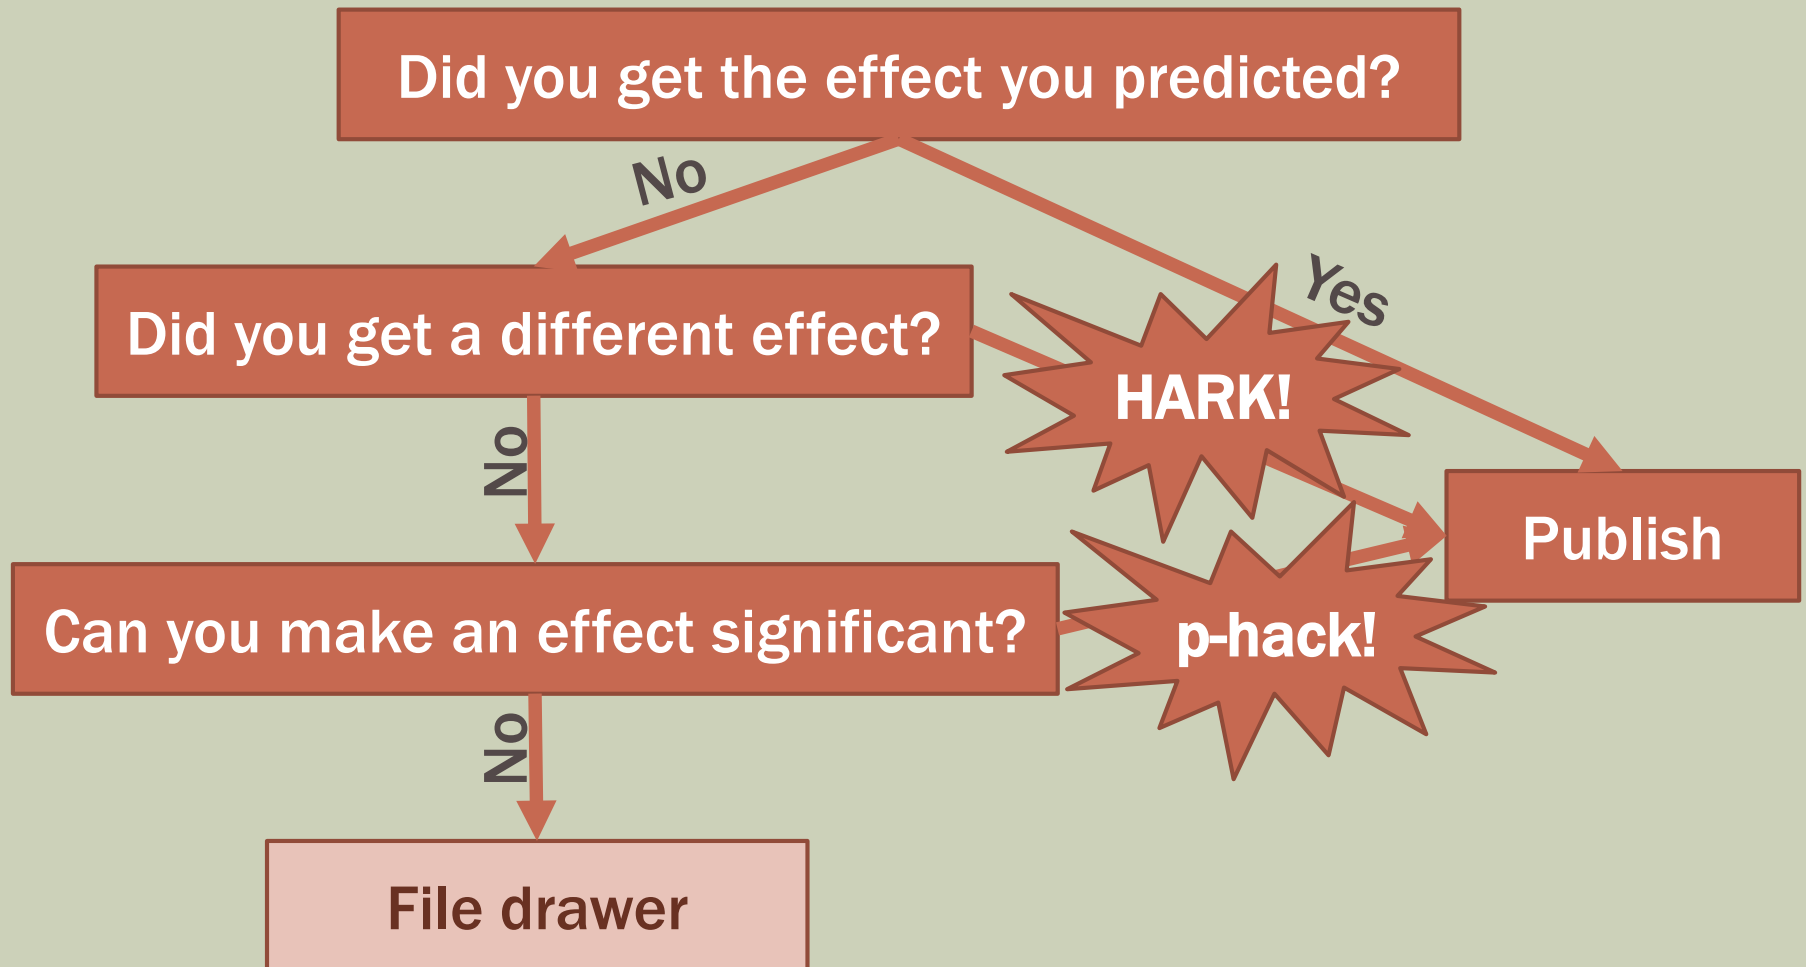 Did you get the effect you predicted?
No
Yes
Did you get a different effect?
HARK!
No
Publish
Can you make an effect significant?
p-hack!
No
File drawer